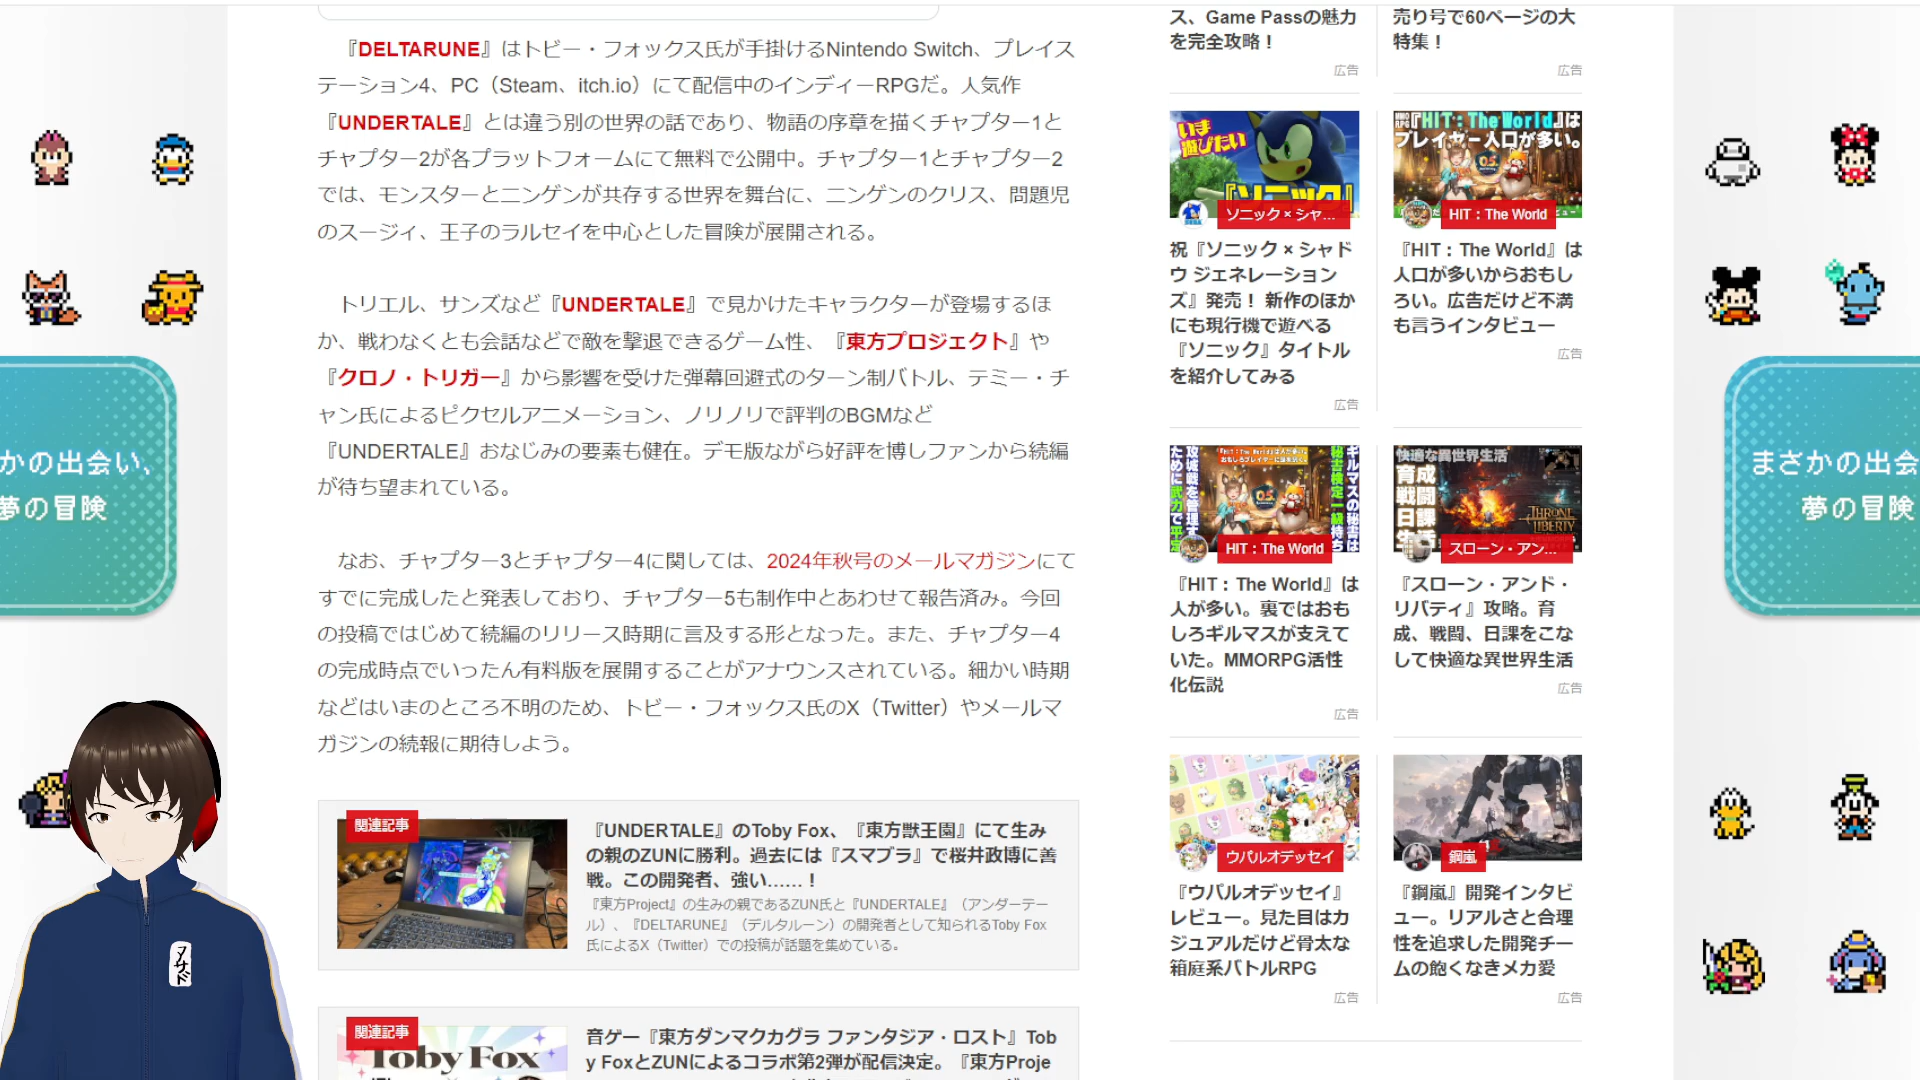 『DELTARUNE』はトビー・フォックス氏が手掛けるNintendo Switch、プレイス
テーション4、PC（Steam、itch.io）にて配信中のインディーRPGだ。人気作
『UNDERTALE』とは違う別の世界の話であり、物語の序章を描くチャプター1と
チャプター2が各プラットフォームにて無料で公開中。チャプター1とチャプター2
では、モンスターとニンゲンが共存する世界を舞台に、ニンゲンのクリス、問題児
のスージィ、王子のラルセイを中心とした冒険が展開される。
トリエル、サンズなど『UNDERTALE』で見かけたキャラクターが登場するほ
か、戦わなくとも会話などで敵を撃退できるゲーム性、『東方プロジェクト』や
『クロノ・トリガー』から影響を受けた弾幕回避式のターン制バトル、テミー・チ
ャン氏によるピクセルアニメーション、ノリノリで評判のBGMなど
『UNDERTALE』おなじみの要素も健在。デモ版ながら好評を博しファンから続編
が待ち望まれている。
なお、チャプター3とチャプター4に関しては、2024年秋号のメールマガジンにて
すでに完成したと発表しており、チャプター5も制作中とあわせて報告済み。今回
の投稿ではじめて続編のリリース時期に言及する形となった。また、チャプター4
の完成時点でいったん有料版を展開することがアナウンスされている。細かい時期
などはいまのところ不明のため、トビー・フォックス氏のX（Twitter）やメールマ
ガジンの続報に期待しよう。
関連記事
『UNDERTALE』のToby Fox、『東方獣王園』にて生み
の親のZUNに勝利。過去には『スマブラ』で桜井政博に善
戦。この開発者、強い……！
『東方Project』の生みの親であるZUN氏と『UNDERTALE』（アンダーテー
ル）、『DELTARUNE』（デルタルーン）の開発者として知られるToby Fox
氏によるX（Twitter）での投稿が話題を集めている。
関連記事
Toby Fox
音ゲー『東方ダンマクカグラ ファンタジア・ロスト』Tob
y FoxとZUNによるコラボ第2弾が配信決定。『東方Proje
ス、Game Passの魅力
を完全攻略！
広告
売り号で60ページの大
特集！
広告
いま
遊びたい
『ソニック』
ソニック × シャ...
祝『ソニック × シャド
ウ ジェネレーション
ズ』発売！ 新作のほか
にも現行機で遊べる
『ソニック』タイトル
を紹介してみる
広告
『HIT : The World』は
プレイヤー人口が多い。
HIT : The World
『HIT : The World』は
人口が多いからおもし
ろい。広告だけど不満
も言うインタビュー
広告
HIT : The World
『HIT : The World』は
人が多い。裏ではおも
しろギルマスが支えて
いた。MMORPG活性
化伝説
広告
快適な異世界生活
育成
戦闘
日課
THRONE
LIBERTY
スローン・アン...
『スローン・アンド・
リバティ』攻略。育
成、戦闘、日課をこな
して快適な異世界生活
広告
ウパルオデッセイ
『ウパルオデッセイ』
レビュー。見た目はカ
ジュアルだけど骨太な
箱庭系バトルRPG
広告
鋼嵐
『鋼嵐』開発インタビ
ュー。リアルさと合理
性を追求した開発チー
ムの飽くなきメカ愛
広告
かの出会い、
夢の冒険
まさかの出会
夢の冒険